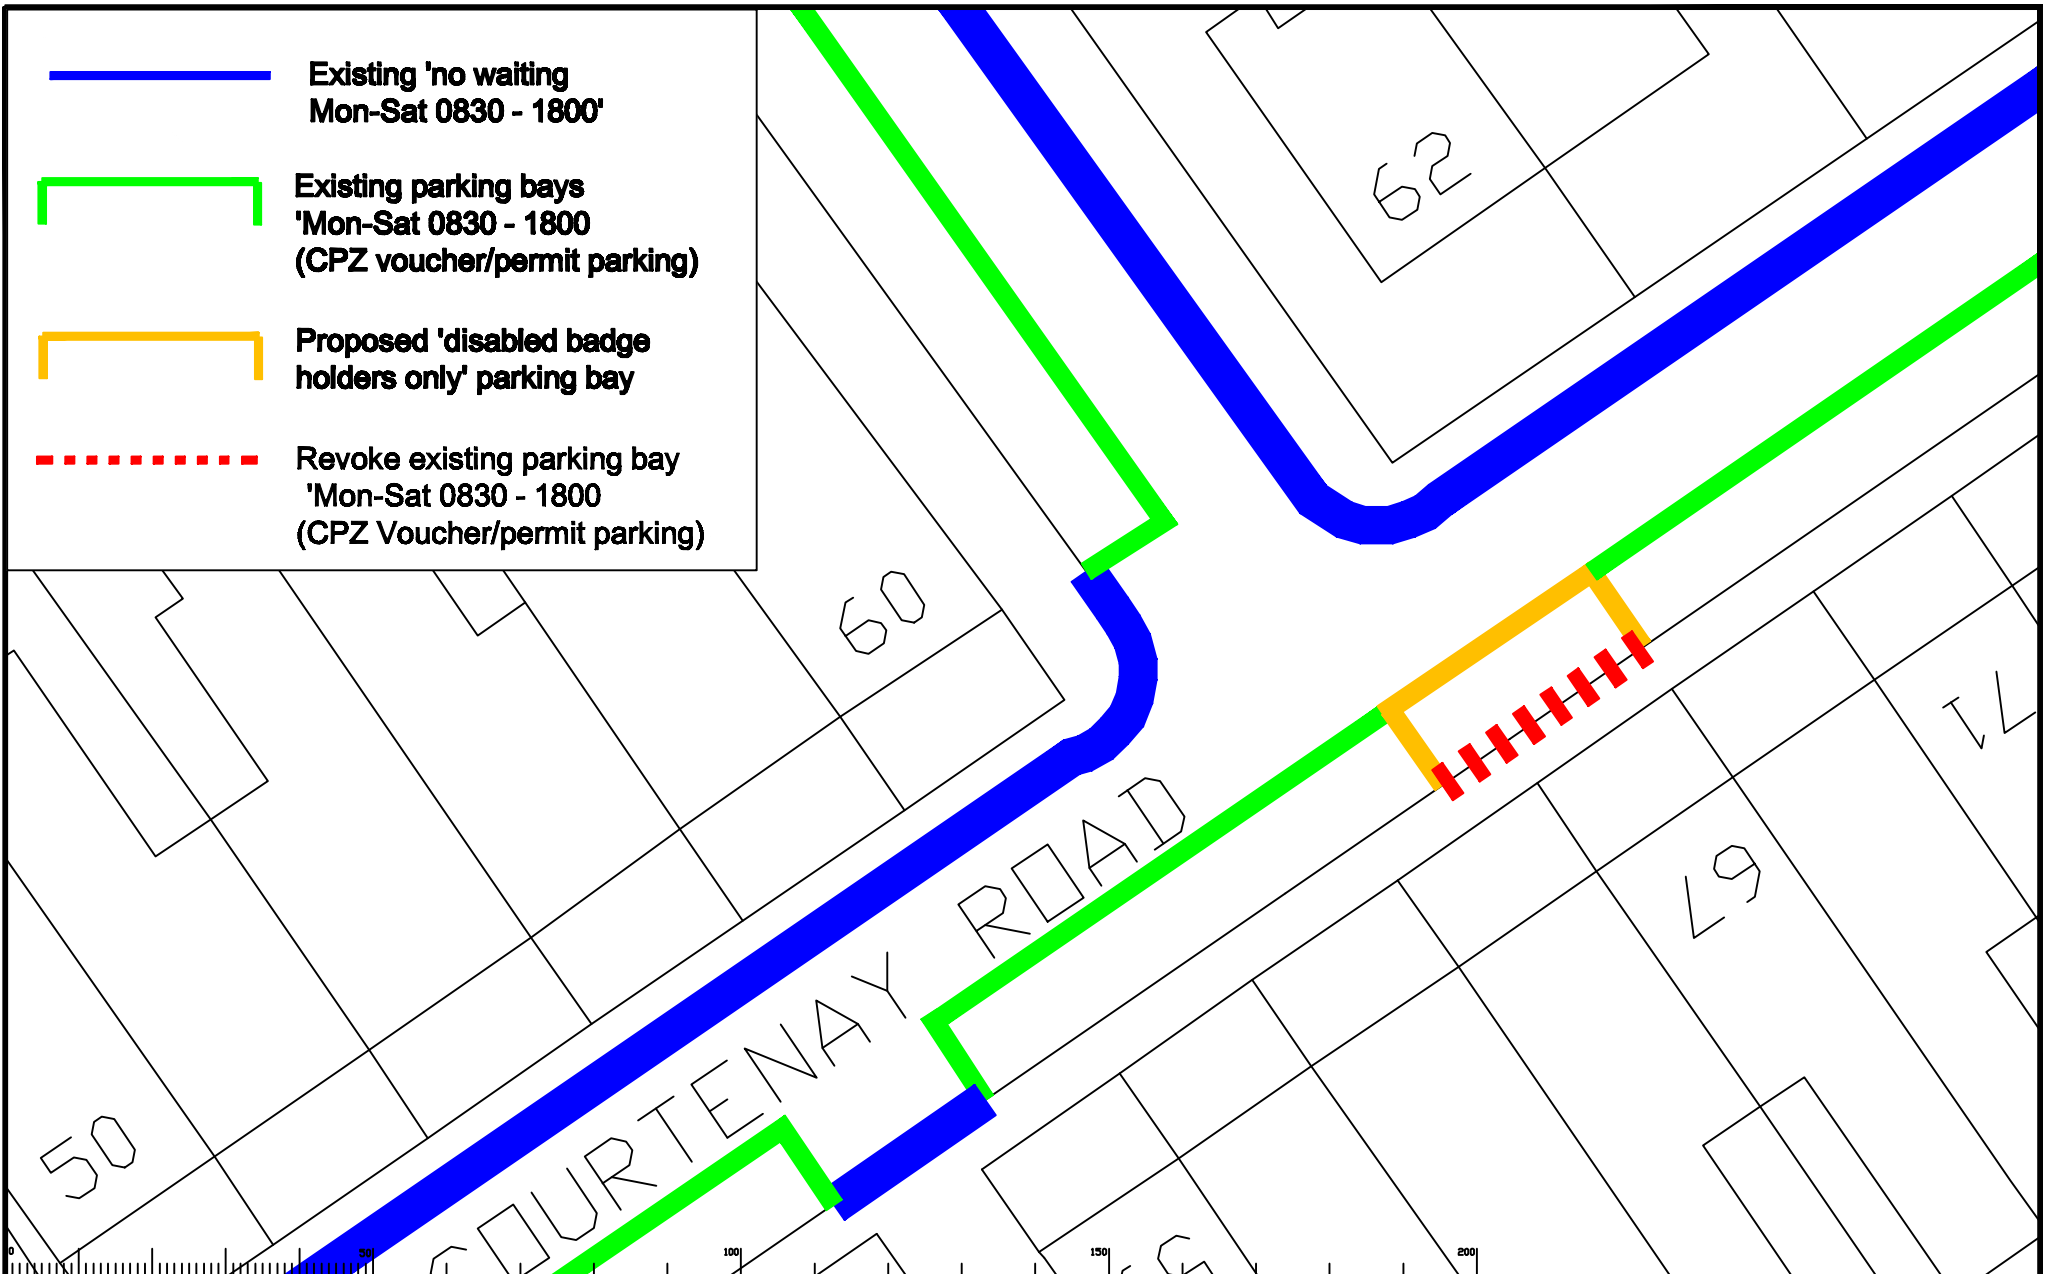 Existing 'no waiting
Mon-Sat 0830 - 1800'
Existing parking bays
'Mon-Sat 0830 - 1800
(CPZ voucher/permit parking)
Proposed 'disabled badge
holders only' parking bay
Revoke existing parking bay
'Mon-Sat 0830 - 1800
(CPZ Voucher/permit parking)
62
60
71
67
50
COURTENAY ROAD
0 50 100 150 200